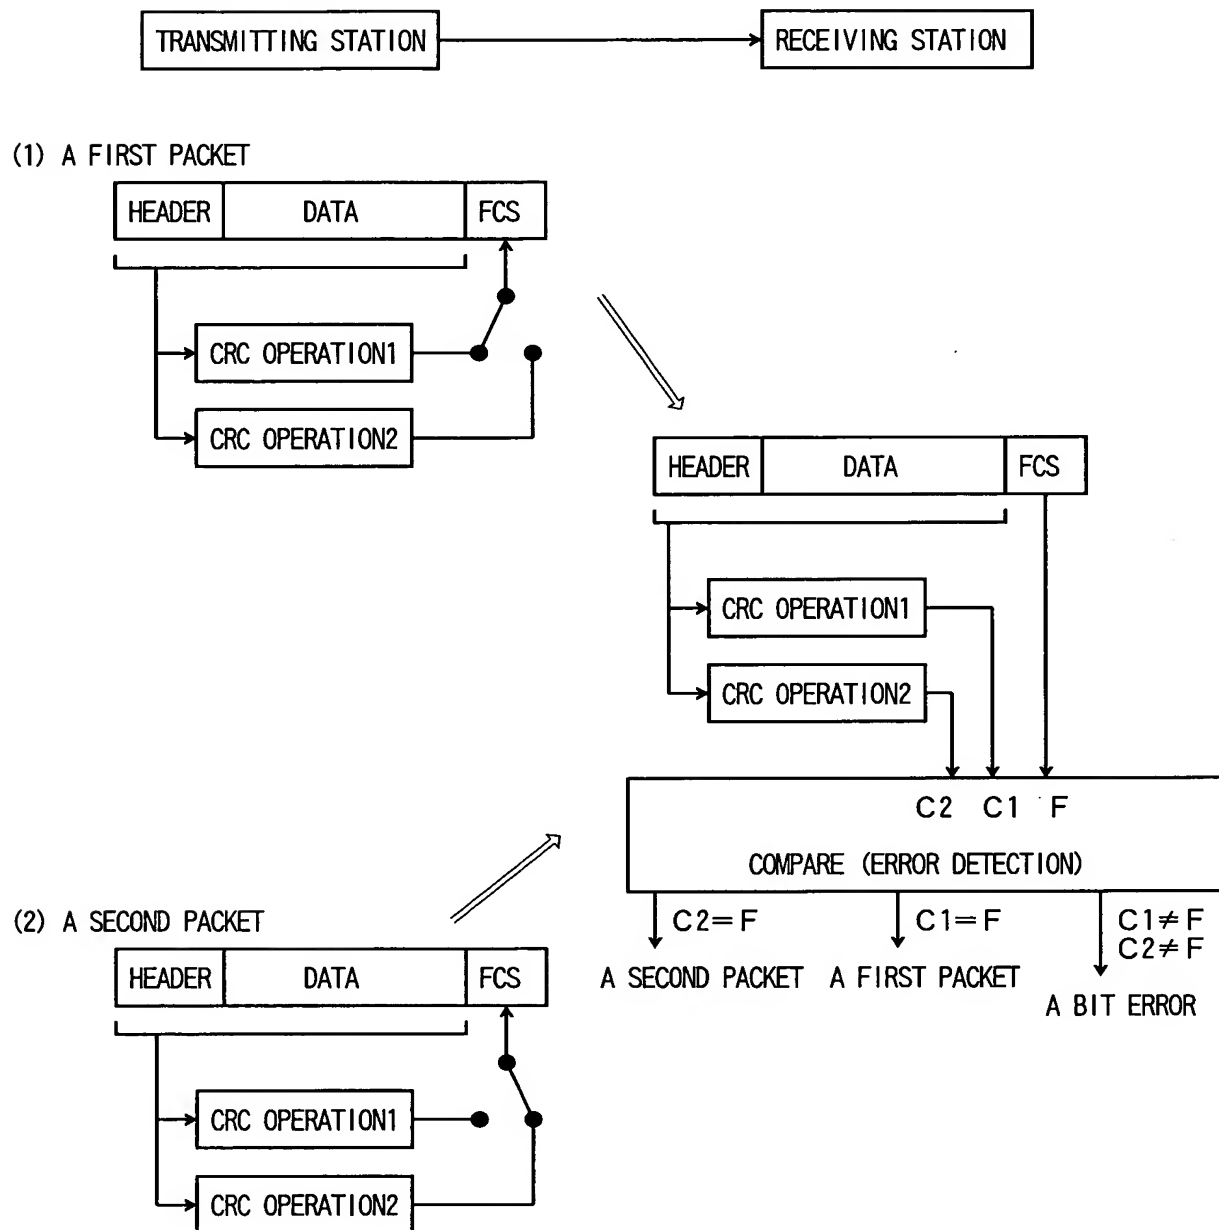 TRANSMITTING STATION
RECEIVING STATION
(1) A FIRST PACKET
HEADER
DATA
FCS
CRC OPERATION1
CRC OPERATION2
HEADER
DATA
FCS
CRC OPERATION1
CRC OPERATION2
C2 C1 F
COMPARE (ERROR DETECTION)
C2=F
C1=F
C1≠F
C2≠F
A SECOND PACKET
A FIRST PACKET
A BIT ERROR
(2) A SECOND PACKET
HEADER
DATA
FCS
CRC OPERATION1
CRC OPERATION2